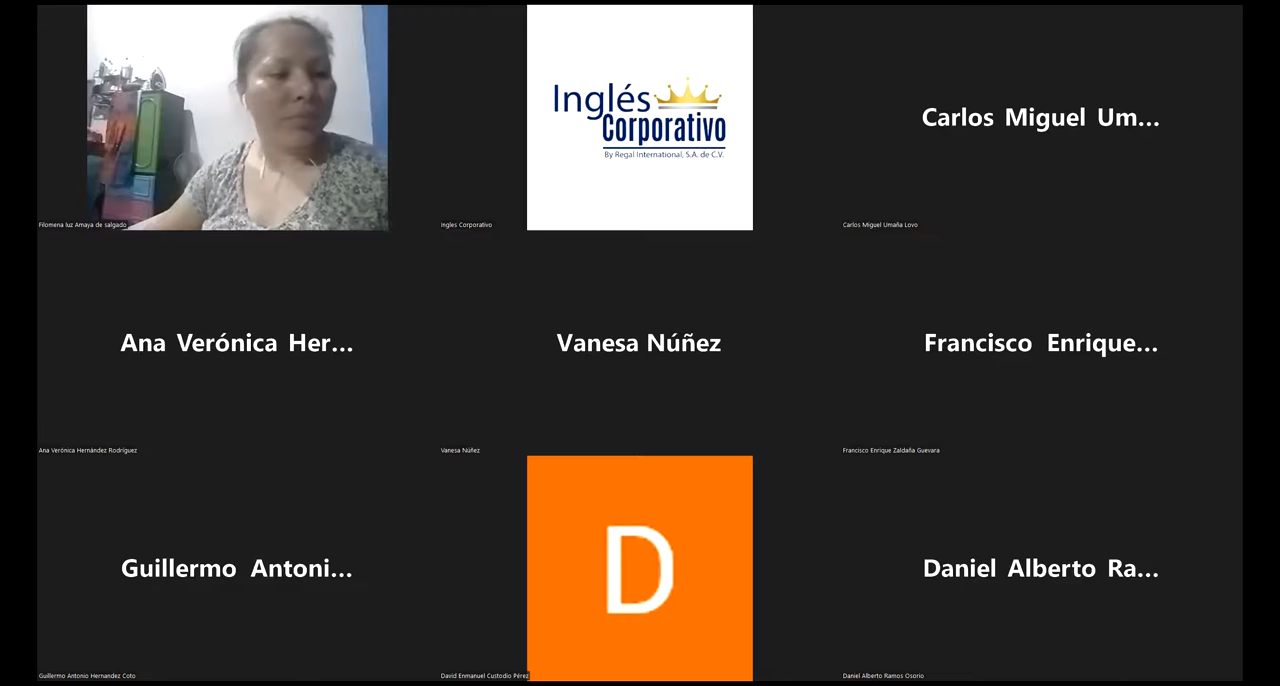 Inglés
Corporativo
By Regal International, S.A. de C.V.
Carlos Miguel Um...
Filomena luz Amaya de salgado
Ingles Corporativo
Carlos Miguel Umaña Lovo
Ana Verónica Her...
Vanesa Núñez
Francisco Enrique...
Ana Verónica Hernández Rodríguez
Vanesa Núñez
Francisco Enrique Zaldaña Guevara
Guillermo Antoni...
D
Daniel Alberto Ra...
Guillermo Antonio Hernandez Coto
David Enmanuel Custodio Pérez
Daniel Alberto Ramos Osorio